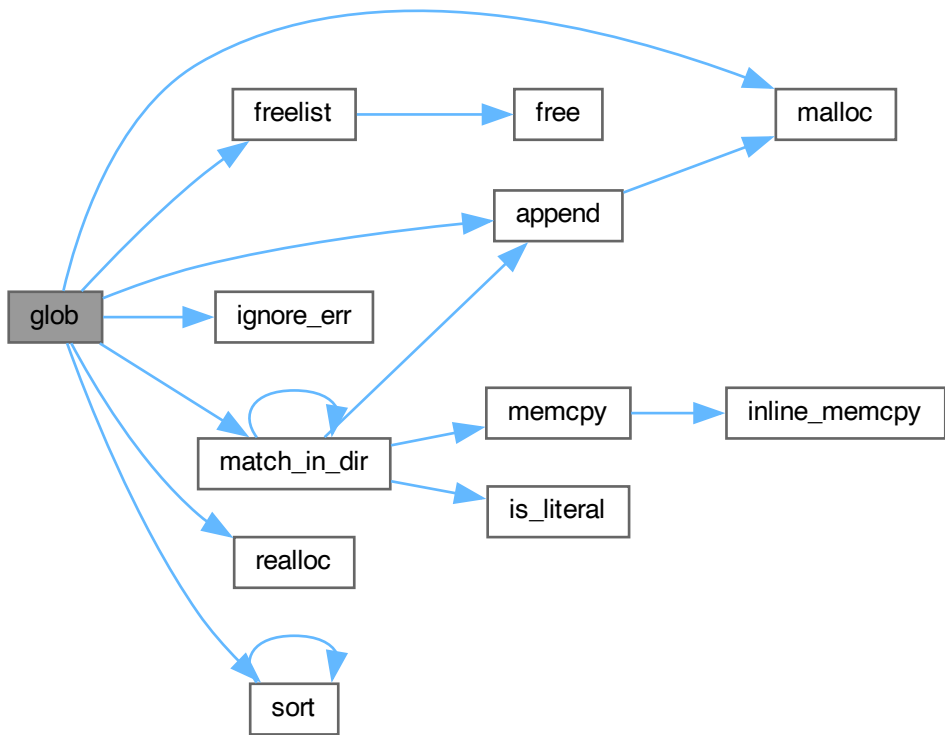 malloc
freelist
free
append
glob
ignore_err
memcpy
inline_memcpy
match_in_dir
is_literal
realloc
sort